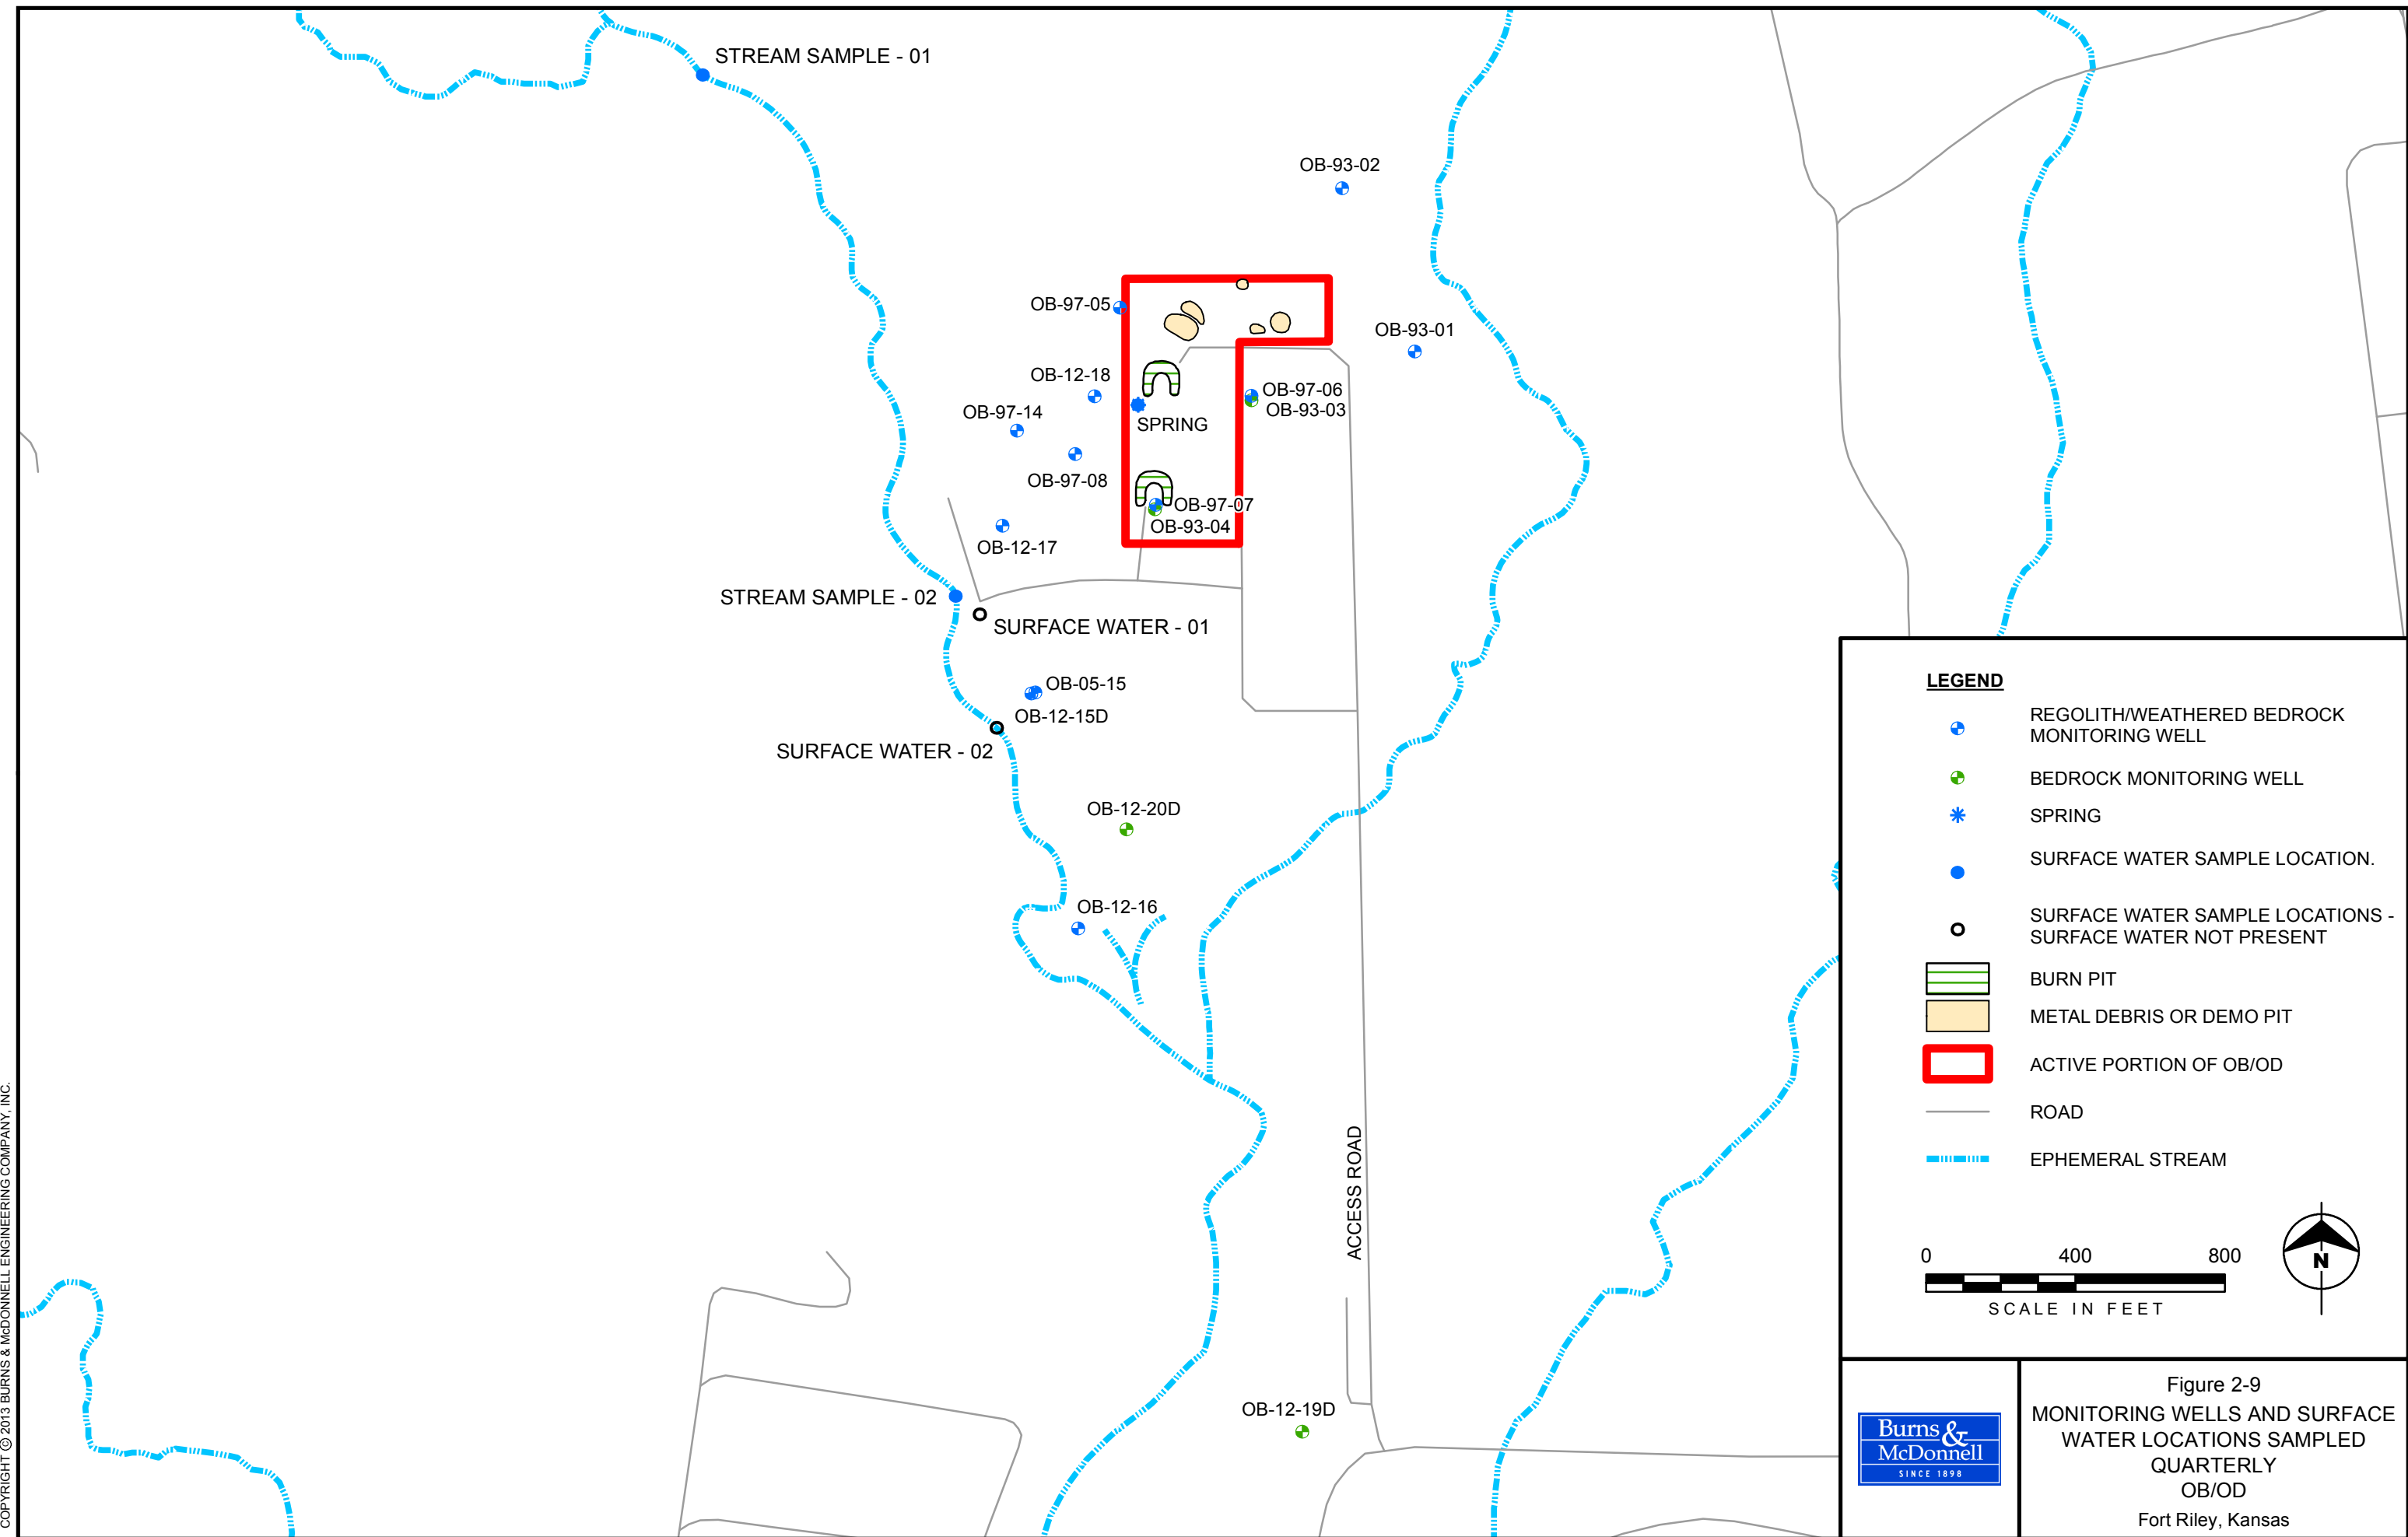 STREAM SAMPLE - 01
OB-93-02
OB-97-05
OB-93-01
OB-12-18
OB-97-06
OB-93-03
OB-97-14
SPRING
OB-97-08
OB-97-07
OB-93-04
OB-12-17
STREAM SAMPLE - 02
SURFACE WATER - 01
OB-05-15
OB-12-15D
SURFACE WATER - 02
OB-12-20D
OB-12-16
ACCESS ROAD
OB-12-19D
COPYRIGHT © 2013 BURNS & McDONNELL ENGINEERING COMPANY, INC.
LEGEND
REGOLITH/WEATHERED BEDROCK
MONITORING WELL
BEDROCK MONITORING WELL
SPRING
SURFACE WATER SAMPLE LOCATION.
SURFACE WATER SAMPLE LOCATIONS -
SURFACE WATER NOT PRESENT
BURN PIT
METAL DEBRIS OR DEMO PIT
ACTIVE PORTION OF OB/OD
ROAD
EPHEMERAL STREAM
0 400 800
SCALE IN FEET
N
Burns &
McDonnell
SINCE 1898
Figure 2-9
MONITORING WELLS AND SURFACE
WATER LOCATIONS SAMPLED
QUARTERLY
OB/OD
Fort Riley, Kansas